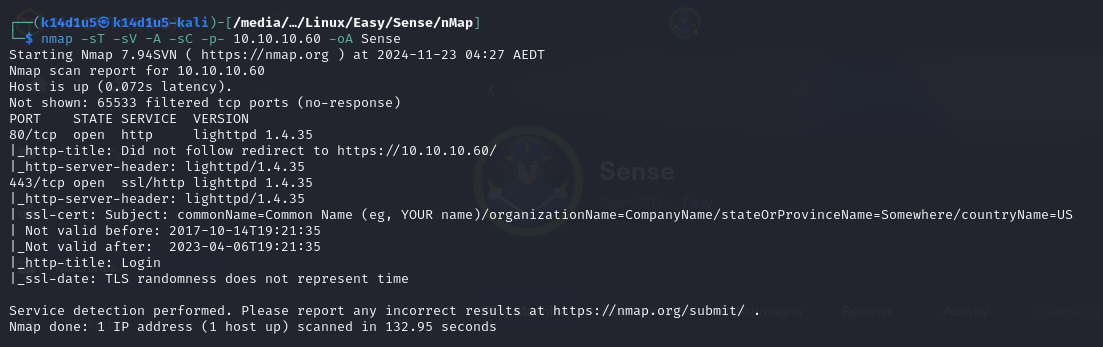 ┌──(k14d1u5㉿k14d1u5-kali)-[/media/…/Linux/Easy/Sense/nMap]
└─$ nmap -sT -sV -A -sC -p- 10.10.10.60 -oA Sense
Starting Nmap 7.94SVN ( https://nmap.org ) at 2024-11-23 04:27 AEDT
Nmap scan report for 10.10.10.60
Host is up (0.072s latency).
Not shown: 65533 filtered tcp ports (no-response)
PORT    STATE SERVICE  VERSION
80/tcp  open  http     lighttpd 1.4.35
|_http-title: Did not follow redirect to https://10.10.10.60/
|_http-server-header: lighttpd/1.4.35
443/tcp open  ssl/http lighttpd 1.4.35
|_http-server-header: lighttpd/1.4.35
| ssl-cert: Subject: commonName=Common Name (eg, YOUR name)/organizationName=CompanyName/stateOrProvinceName=Somewhere/countryName=US
| Not valid before: 2017-10-14T19:21:35
|_Not valid after:  2023-04-06T19:21:35
|_http-title: Login
|_ssl-date: TLS randomness does not represent time
Sense
OpenBSD Easy
Service detection performed. Please report any incorrect results at https://nmap.org/submit/ .
Nmap done: 1 IP address (1 host up) scanned in 132.95 seconds
Reviews
Activity